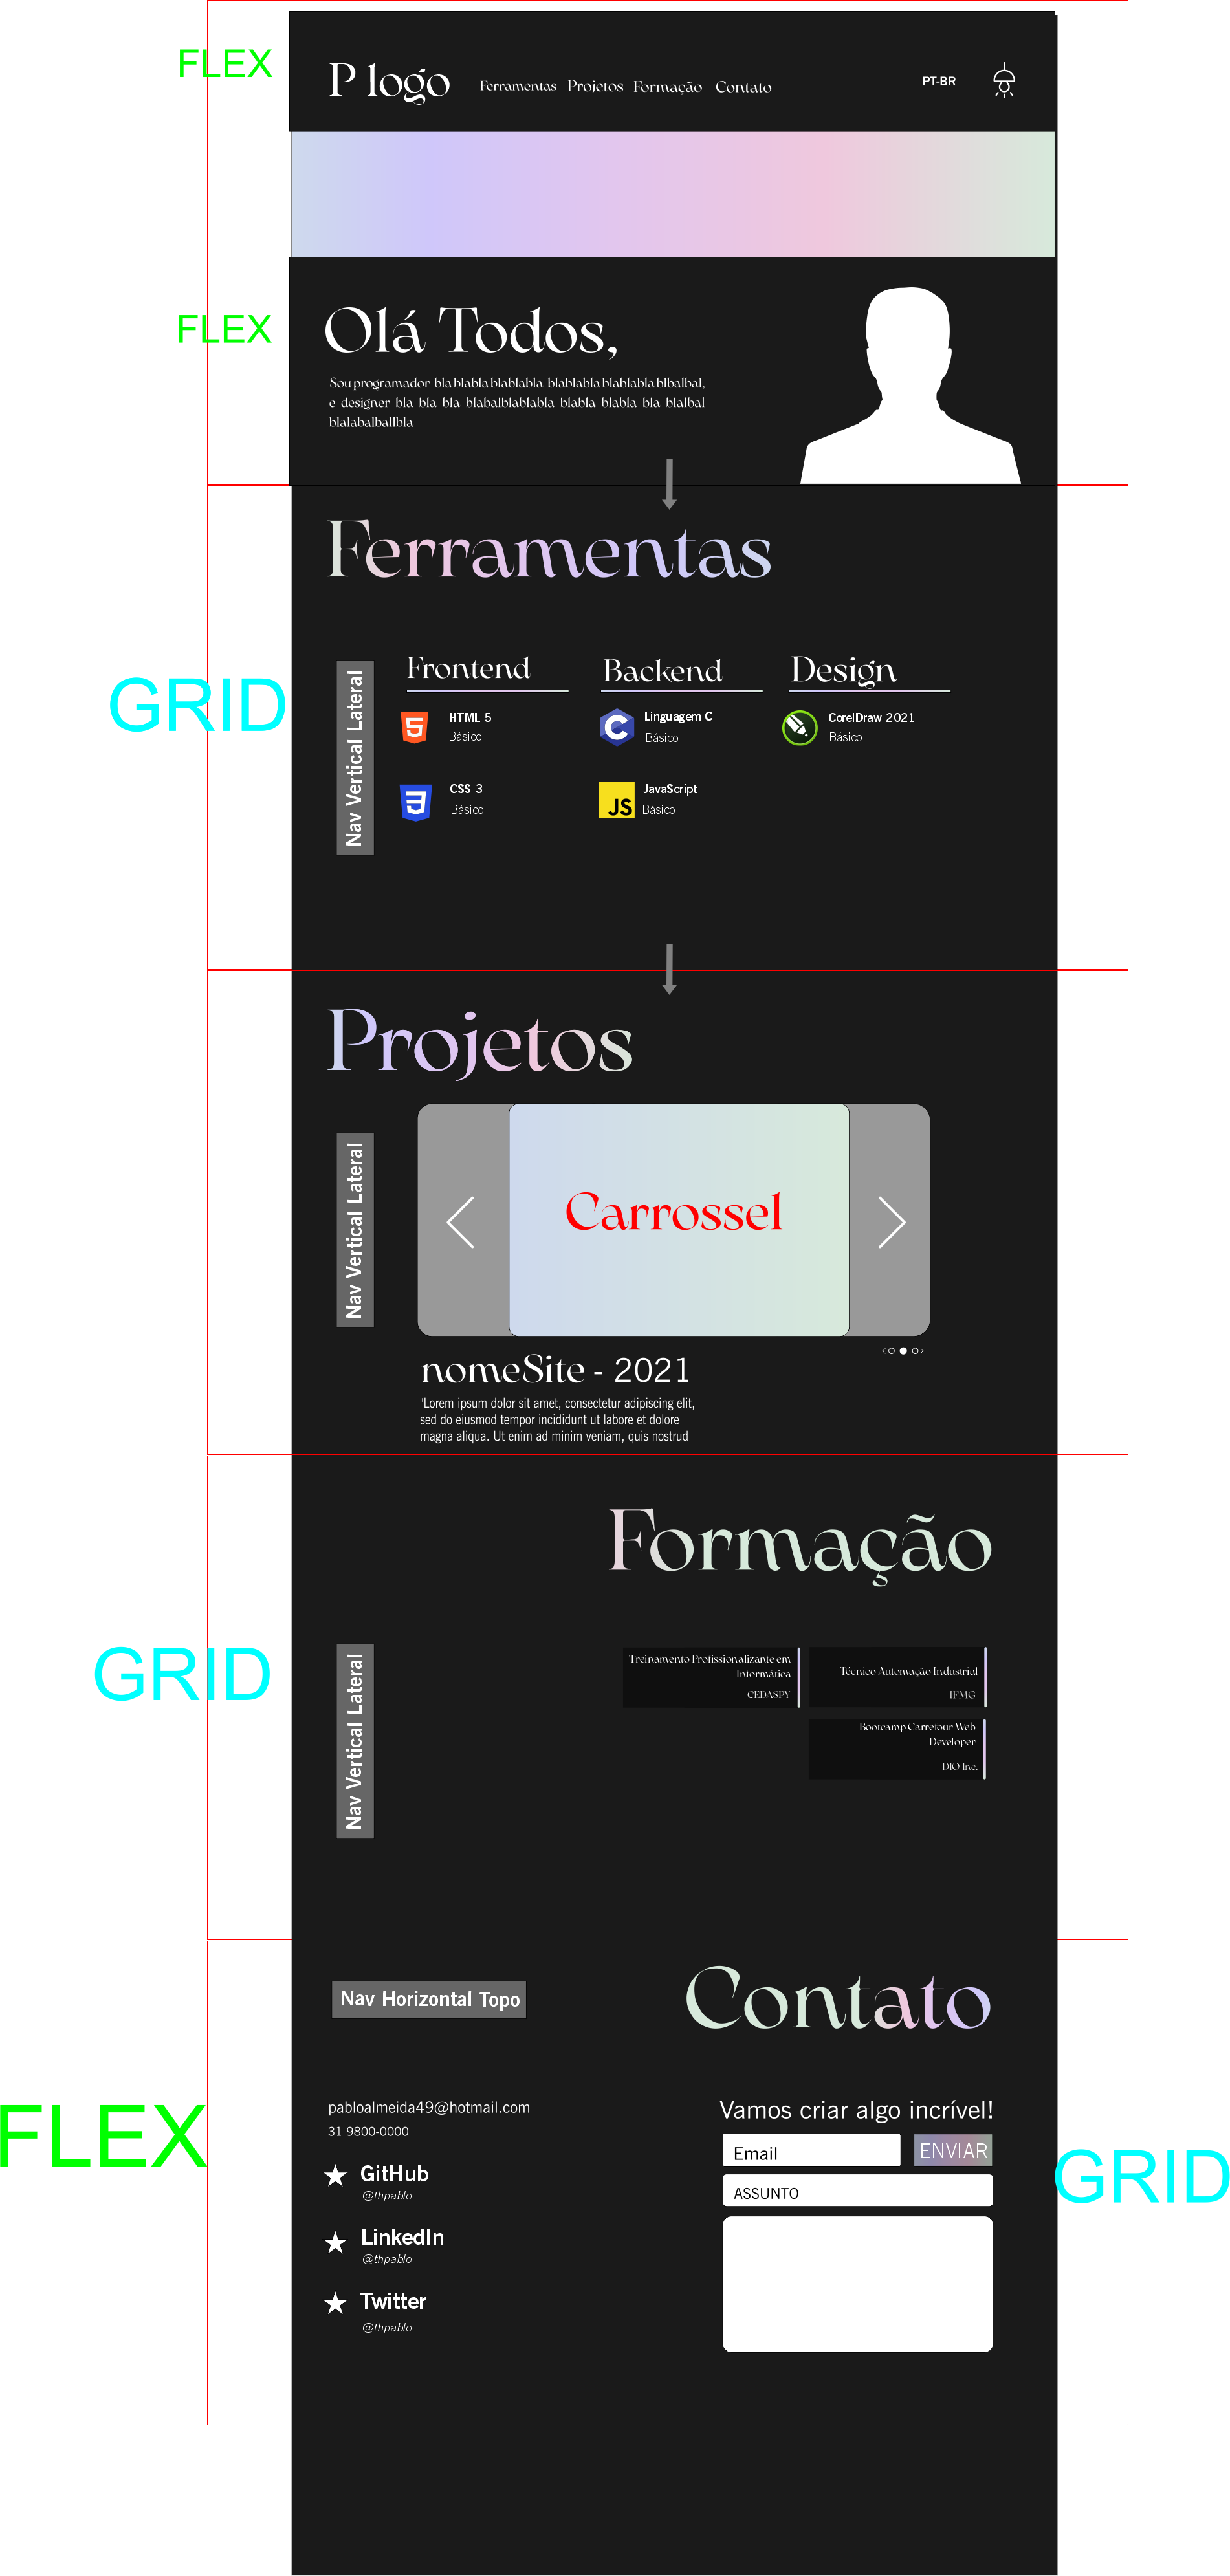 FLEX
P logo
Ferramentas Projetos Formação Contato
PT-BR
FLEX
Olá Todos,
Sou programador bla blabla blablabla blablabla blablabla blbalbal,
e designer bla bla bla blabalblablabla blabla blabla bla blalbal
blalabalballbla
Ferramentas
GRID
Nav Vertical Lateral
Frontend
Backend
Design
HTML 5
Básico
Linguagem C
Básico
CorelDraw 2021
Básico
CSS 3
Básico
JS
JavaScript
Básico
Projetos
Nav Vertical Lateral
Carrossel
nomeSite - 2021
"Lorem ipsum dolor sit amet, consectetur adipiscing elit,
sed do eiusmod tempor incididunt ut labore et dolore
magna aliqua. Ut enim ad minim veniam, quis nostrud
Formação
GRID
Nav Vertical Lateral
Treinamento Profissionalizante em
Informática
CEDASPY
Técnico Automação Industrial
IFMG
Bootcamp Carrefour Web
Developer
DIO Inc.
Nav Horizontal Topo
Contato
FLEX
pabloalmeida49@hotmail.com
31 9800-0000
GitHub
@thpablo
LinkedIn
@thpablo
Twitter
@thpablo
Vamos criar algo incrível!
Email
ENVIAR
ASSUNTO
GRID